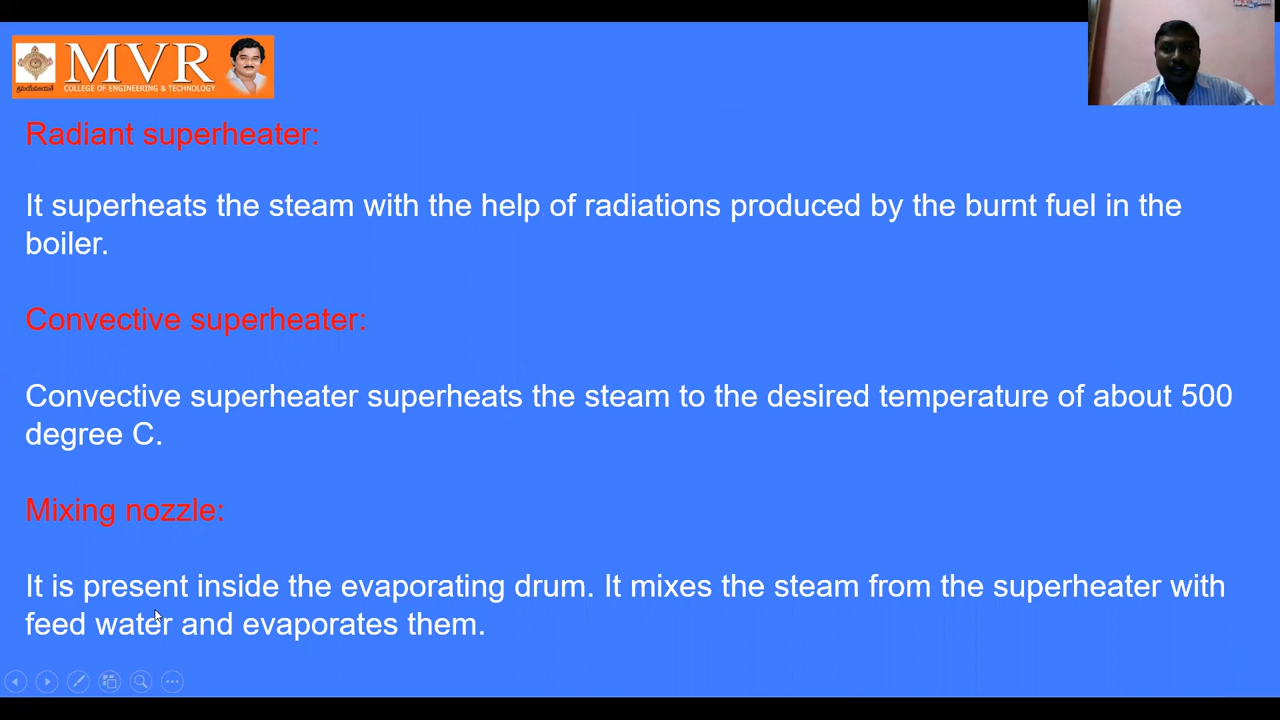 MVR
COLLEGE OF ENGINEERING & TECHNOLOGY
Radiant superheater:
It superheats the steam with the help of radiations produced by the burnt fuel in the
boiler.
Convective superheater:
Convective superheater superheats the steam to the desired temperature of about 500
degree C.
Mixing nozzle:
It is present inside the evaporating drum. It mixes the steam from the superheater with
feed water and evaporates them.